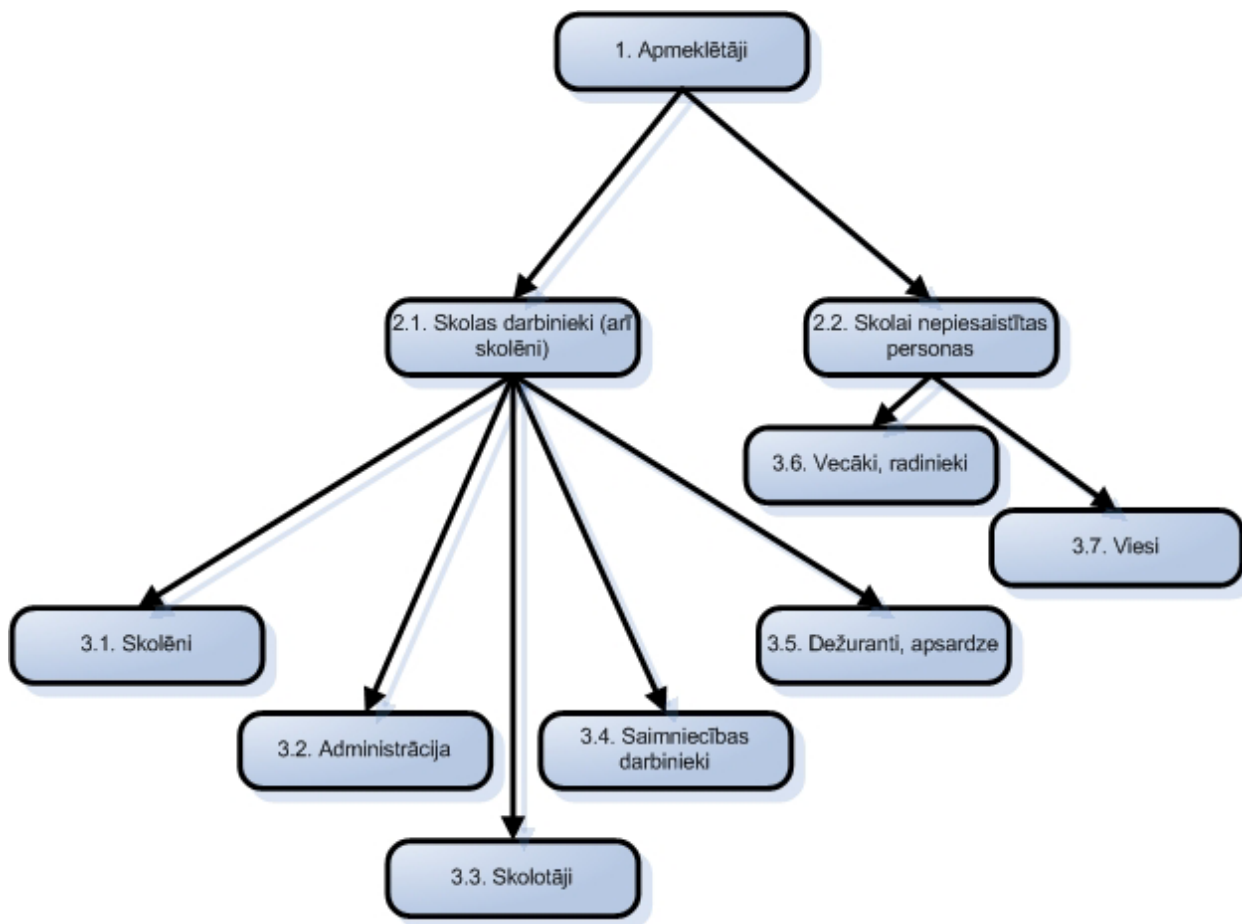 1. Apmeklētāji
2.1. Skolas darbinieki (arī
skolēni)
2.2. Skolai nepiesaistītas
personas
3.6. Vecāki, radinieki
3.7. Viesi
3.1. Skolēni
3.5. Dežuranti, apsardze
3.2. Administrācija
3.4. Saimniecības
darbinieki
3.3. Skolotāji